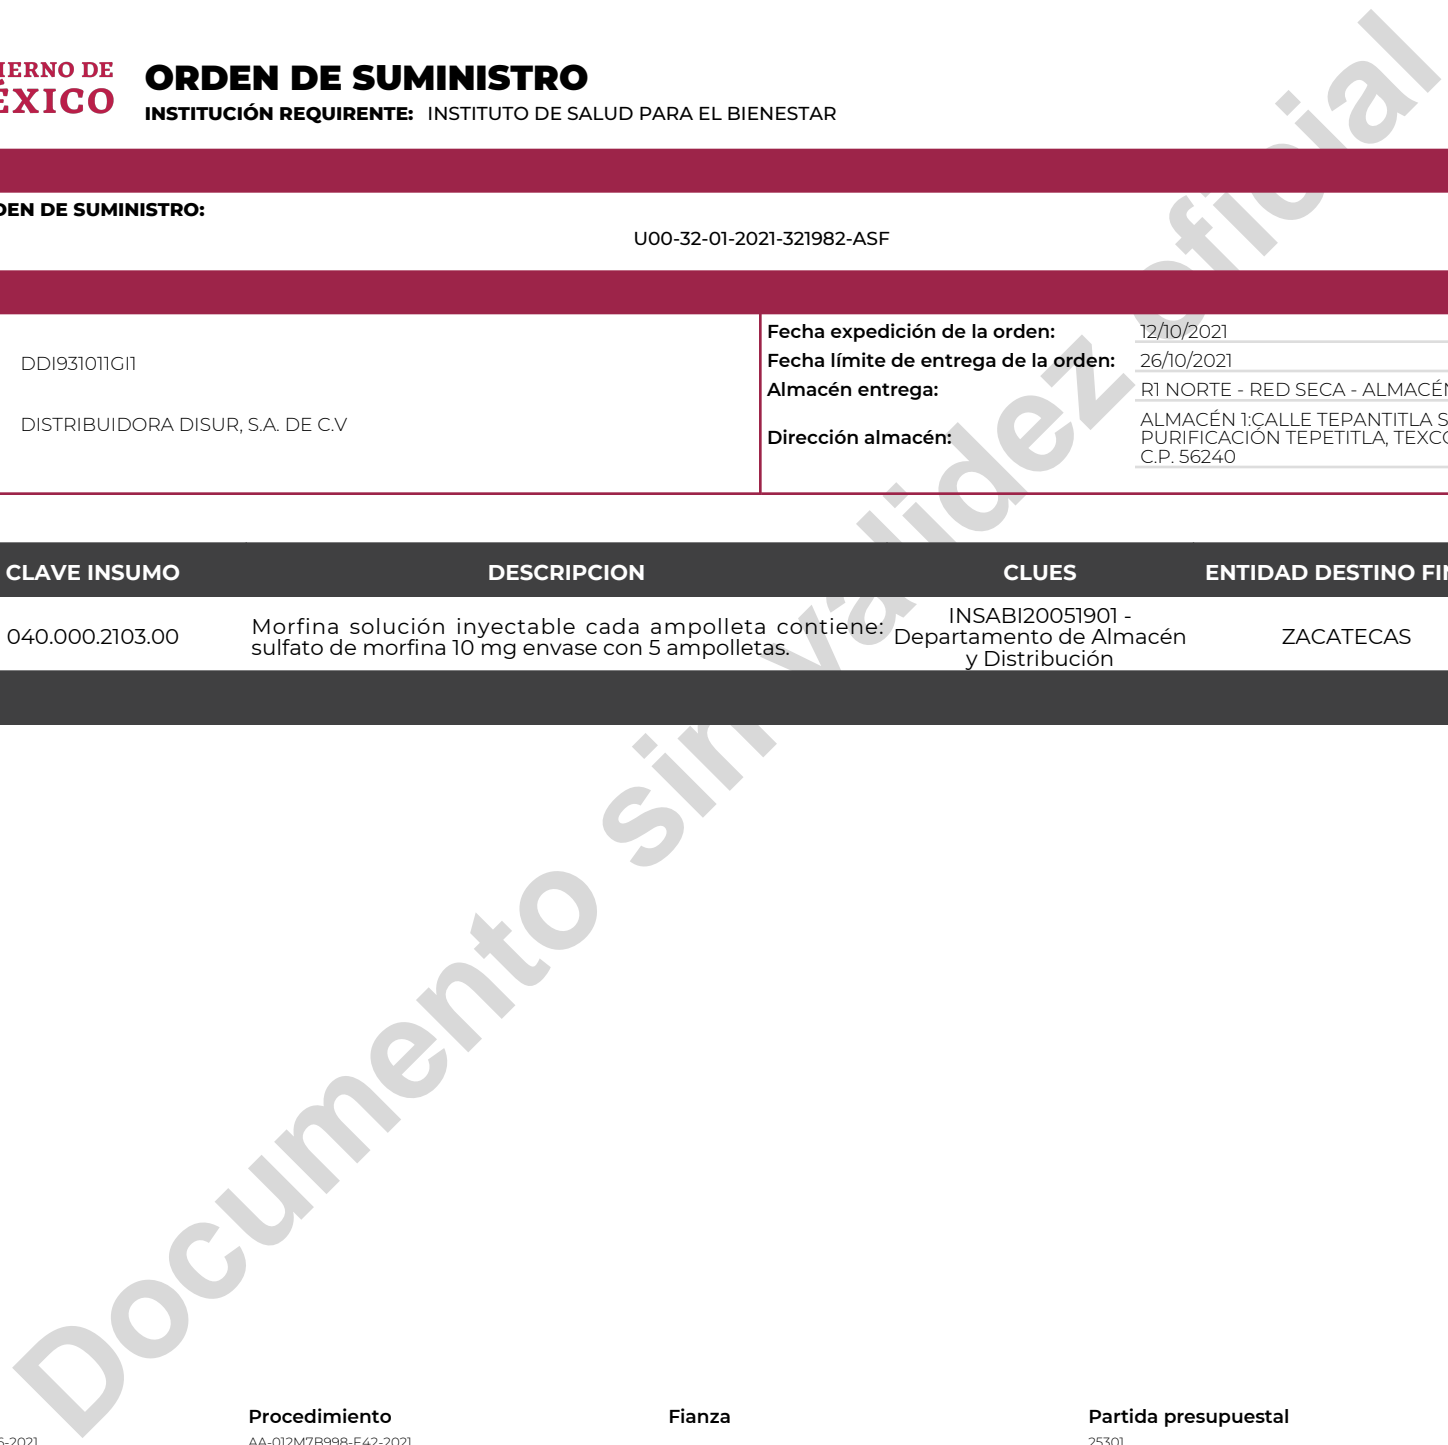 IERNO DE
ÉXICO
ORDEN DE SUMINISTRO
INSTITUCIÓN REQUIRENTE: INSTITUTO DE SALUD PARA EL BIENESTAR
DEN DE SUMINISTRO:
U00-32-01-2021-321982-ASF
DDI931011GI1
DISTRIBUIDORA DISUR, S.A. DE C.V
Fecha expedición de la orden: 12/10/2021
Fecha límite de entrega de la orden: 26/10/2021
Almacén entrega: R1 NORTE - RED SECA - ALMACÉN
Dirección almacén: ALMACÉN 1:CALLE TEPANTITLA S
PURIFICACIÓN TEPETITLA, TEXCO
C.P. 56240
CLAVE INSUMO DESCRIPCION CLUES ENTIDAD DESTINO FIN
040.000.2103.00
Morfina solución inyectable cada ampolleta contiene:
sulfato de morfina 10 mg envase con 5 ampolletas.
INSABI20051901 -
Departamento de Almacén
y Distribución
ZACATECAS
Documento sin validez oficial
Procedimiento Fianza Partida presupuestal
-2021 AA-012M7B998-E42-2021 25301